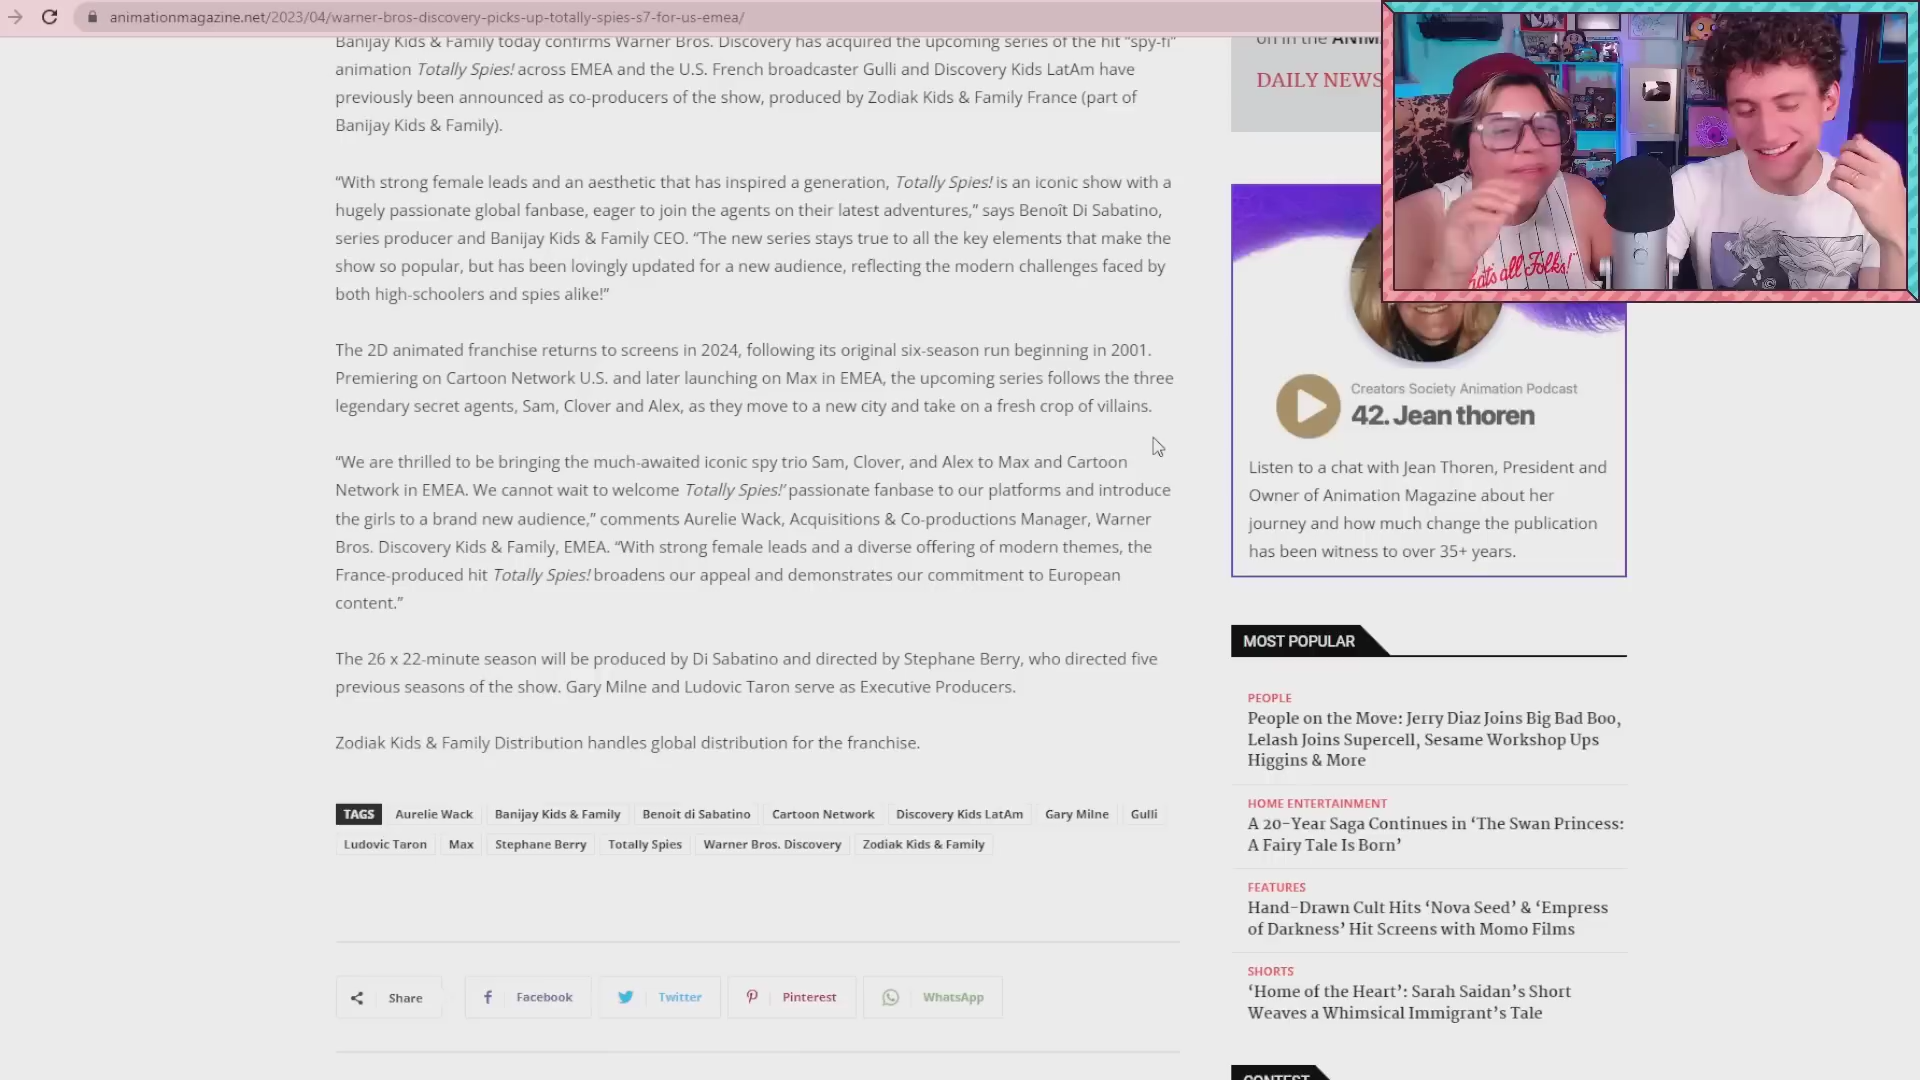 animationmagazine.net/2023/04/warner-bros-discovery-picks-up-totally-spies-s7-for-us-emea/
Banijay Kids & Family today confirms Warner Bros. Discovery has acquired the upcoming series of the hit “spy-fi”
animation Totally Spies! across EMEA and the U.S. French broadcaster Gulli and Discovery Kids LatAm have
previously been announced as co-producers of the show, produced by Zodiak Kids & Family France (part of
Banijay Kids & Family).
“With strong female leads and an aesthetic that has inspired a generation, Totally Spies! is an iconic show with a
hugely passionate global fanbase, eager to join the agents on their latest adventures,” says Benoît Di Sabatino,
series producer and Banijay Kids & Family CEO. “The new series stays true to all the key elements that make the
show so popular, but has been lovingly updated for a new audience, reflecting the modern challenges faced by
both high-schoolers and spies alike!”
The 2D animated franchise returns to screens in 2024, following its original six-season run beginning in 2001.
Premiering on Cartoon Network U.S. and later launching on Max in EMEA, the upcoming series follows the three
legendary secret agents, Sam, Clover and Alex, as they move to a new city and take on a fresh crop of villains.
“We are thrilled to be bringing the much-awaited iconic spy trio Sam, Clover, and Alex to Max and Cartoon
Network in EMEA. We cannot wait to welcome Totally Spies!’ passionate fanbase to our platforms and introduce
the girls to a brand new audience,” comments Aurelie Wack, Acquisitions & Co-productions Manager, Warner
Bros. Discovery Kids & Family, EMEA. “With strong female leads and a diverse offering of modern themes, the
France-produced hit Totally Spies! broadens our appeal and demonstrates our commitment to European
content.”
The 26 x 22-minute season will be produced by Di Sabatino and directed by Stephane Berry, who directed five
previous seasons of the show. Gary Milne and Ludovic Taron serve as Executive Producers.
Zodiak Kids & Family Distribution handles global distribution for the franchise.
TAGS Aurelie Wack Banijay Kids & Family Benoit di Sabatino Cartoon Network Discovery Kids LatAm Gary Milne Gulli
Ludovic Taron Max Stephane Berry Totally Spies Warner Bros. Discovery Zodiak Kids & Family
Share Facebook Twitter Pinterest WhatsApp
on in the ANIM
DAILY NEWS
hats all Folks!
Creators Society Animation Podcast
42. Jean thoren
Listen to a chat with Jean Thoren, President and
Owner of Animation Magazine about her
journey and how much change the publication
has been witness to over 35+ years.
MOST POPULAR
PEOPLE
People on the Move: Jerry Diaz Joins Big Bad Boo,
Lelash Joins Supercell, Sesame Workshop Ups
Higgins & More
HOME ENTERTAINMENT
A 20-Year Saga Continues in ‘The Swan Princess:
A Fairy Tale Is Born’
FEATURES
Hand-Drawn Cult Hits ‘Nova Seed’ & ‘Empress
of Darkness’ Hit Screens with Momo Films
SHORTS
‘Home of the Heart’: Sarah Saidan’s Short
Weaves a Whimsical Immigrant’s Tale
CONTEST